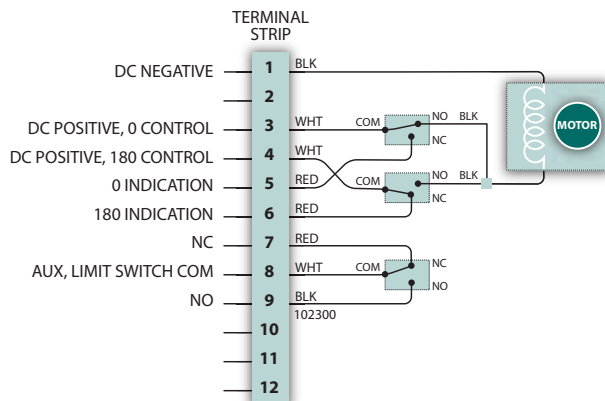 TERMINAL
STRIP
DC NEGATIVE 1 BLK
2
DC POSITIVE, 0 CONTROL 3 WHT COM NO BLK
NC
DC POSITIVE, 180 CONTROL 4 WHT
0 INDICATION 5 RED COM NO BLK
NC
180 INDICATION 6 RED
NC 7 RED
AUX, LIMIT SWITCH COM 8 WHT COM NC
NO
NO 9 BLK
102300
10
11
12
MOTOR